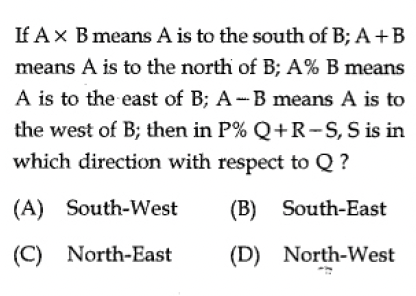 If A× B means A is to the south of B; A+B
means A is to the north of B; A% B means
A is to the east of B; A−B means A is to
the west of B; then in P% Q+R−S, S is in
which direction with respect to Q ?
(A) South-West (B) South-East
(C) North-East (D) North-West